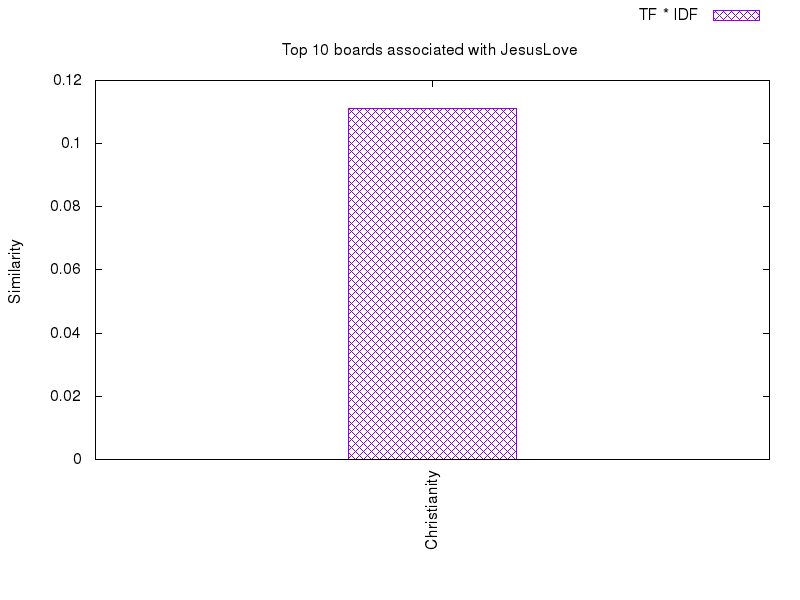 TF * IDF
Top 10 boards associated with JesusLove
0.12
0.1
0.08
0.06
0.04
0.02
0
Similarity
Christianity